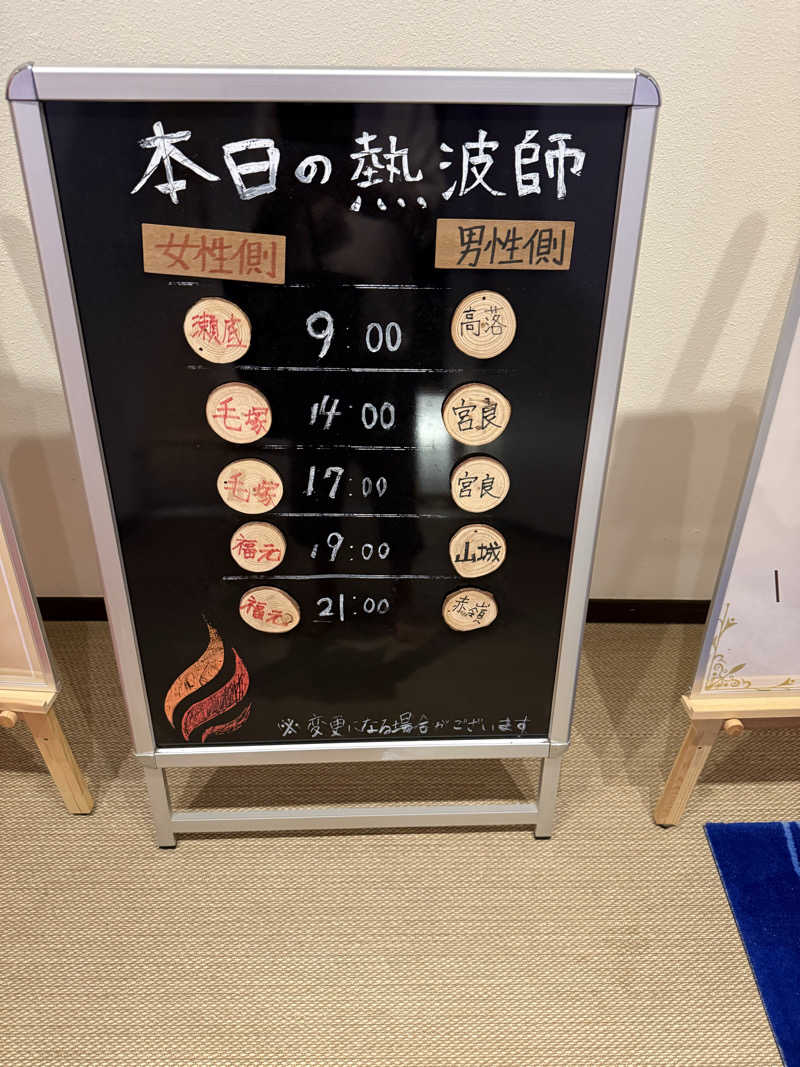 本日の熱波師
女性側 男性側
瀬底 9:00 高落
毛塚 14:00 宮良
毛塚 17:00 宮良
福元 19:00 山城
福元 21:00 赤嶺
※変更になる場合がございます